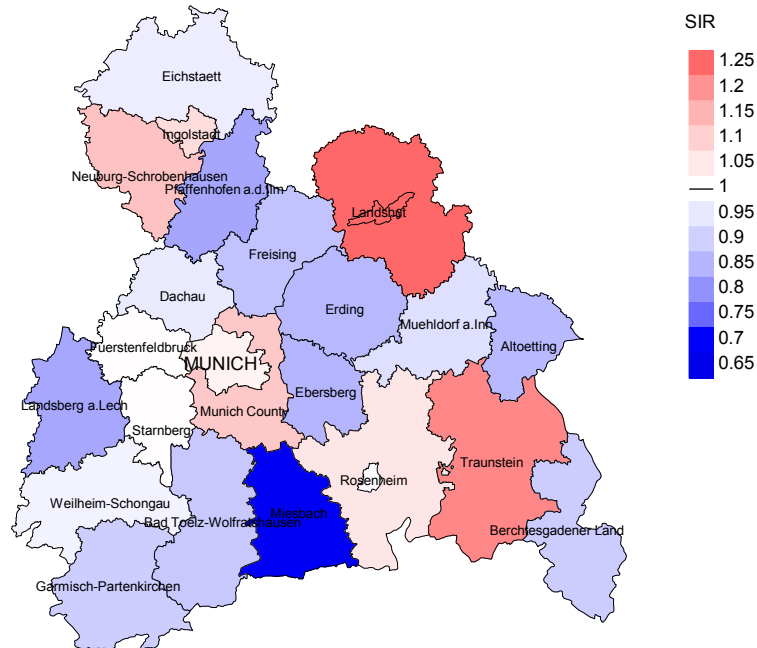 SIR
1.25
1.2
1.15
1.1
1.05
1
0.95
0.9
0.85
0.8
0.75
0.7
0.65
Eichstaett
Ingolstadt
Neuburg-Schrobenhausen
Pfaffenhofen a.d.Ilm
Landshut
Freising
Dachau
Erding
Muehldorf a.Inn
Altoetting
Fuerstenfeldbruck
MUNICH
Ebersberg
Landsberg a.Lech
Munich County
Starnberg
Traunstein
Rosenheim
Weilheim-Schongau
Miesbach
Bad Toelz-Wolfratshausen
Berchtesgadener Land
Garmisch-Partenkirchen